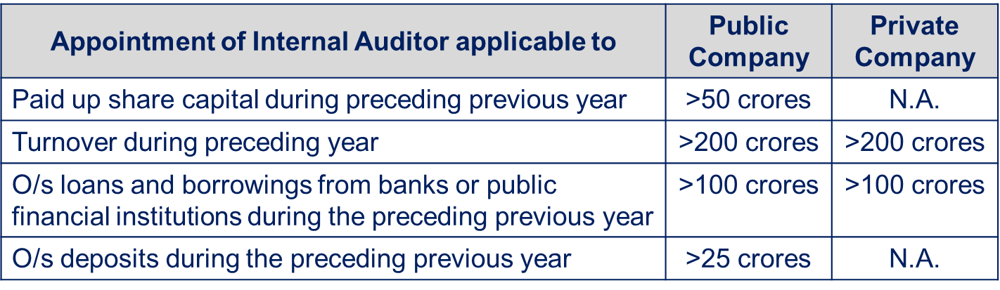 Appointment of Internal Auditor applicable to
Public
Company
Private
Company
Paid up share capital during preceding previous year
>50 crores
N.A.
Turnover during preceding year
>200 crores
>200 crores
O/s loans and borrowings from banks or public
financial institutions during the preceding previous year
>100 crores
>100 crores
O/s deposits during the preceding previous year
>25 crores
N.A.